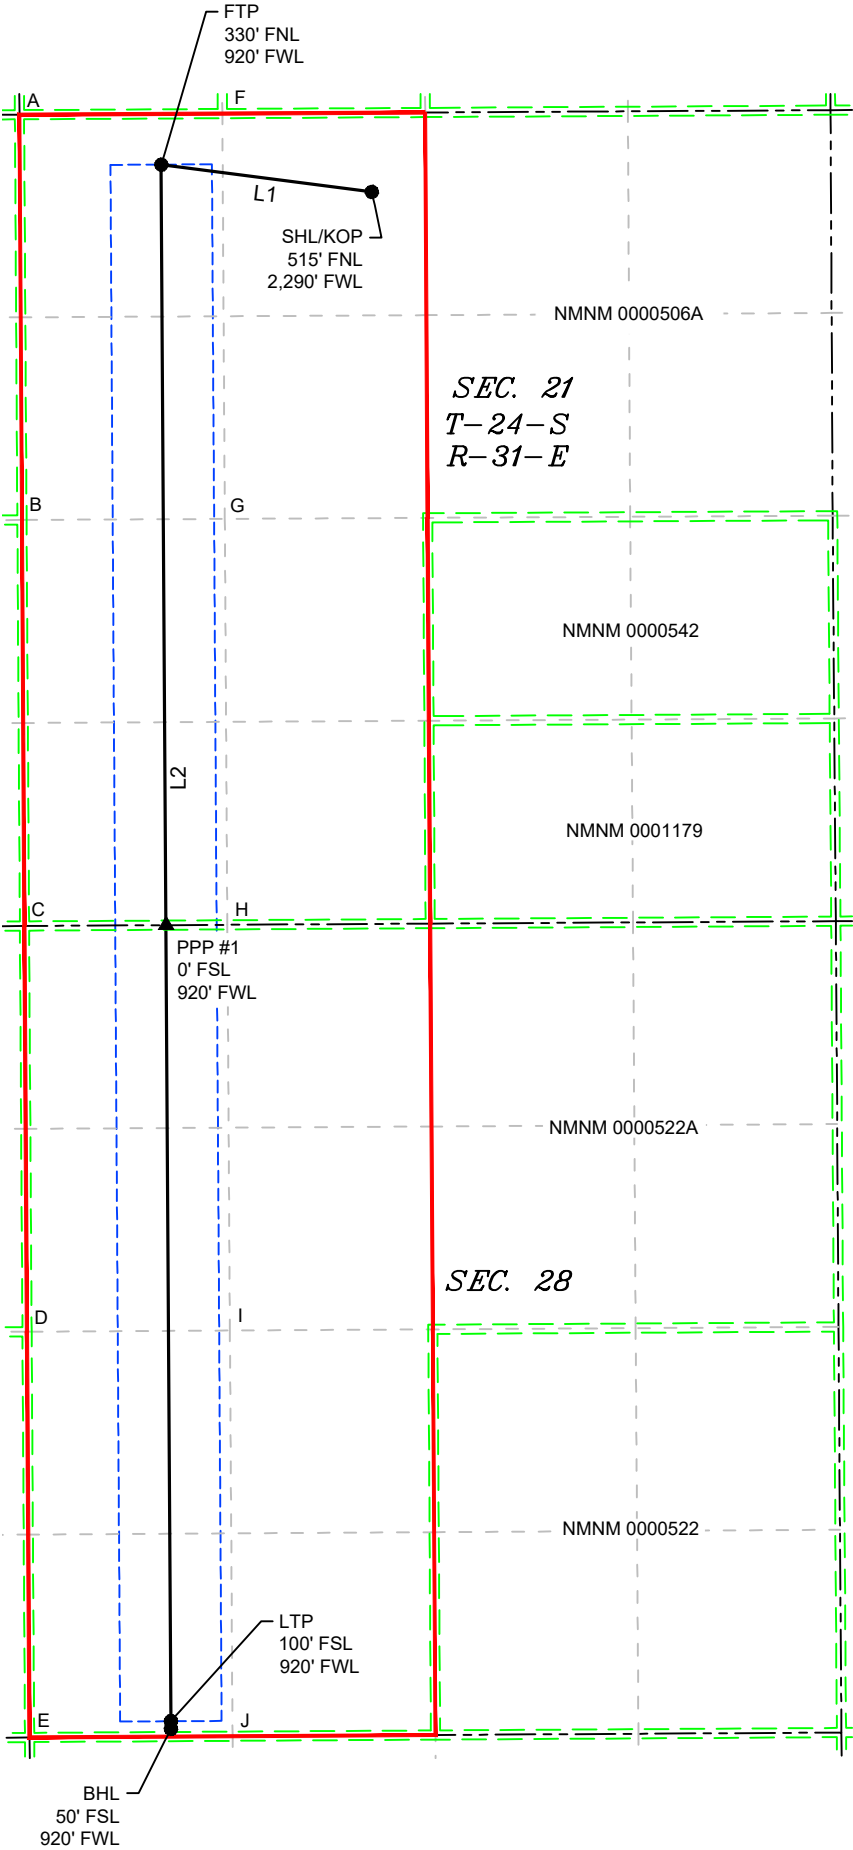 FTP
330' FNL
920' FWL
A
F
L1
SHL/KOP
515' FNL
2,290' FWL
NMNM 0000506A
SEC. 21
T-24-S
R-31-E
B
G
NMNM 0000542
L2
NMNM 0001179
C
H
PPP #1
0' FSL
920' FWL
NMNM 0000522A
SEC. 28
D
I
NMNM 0000522
LTP
100' FSL
920' FWL
E
J
BHL
50' FSL
920' FWL